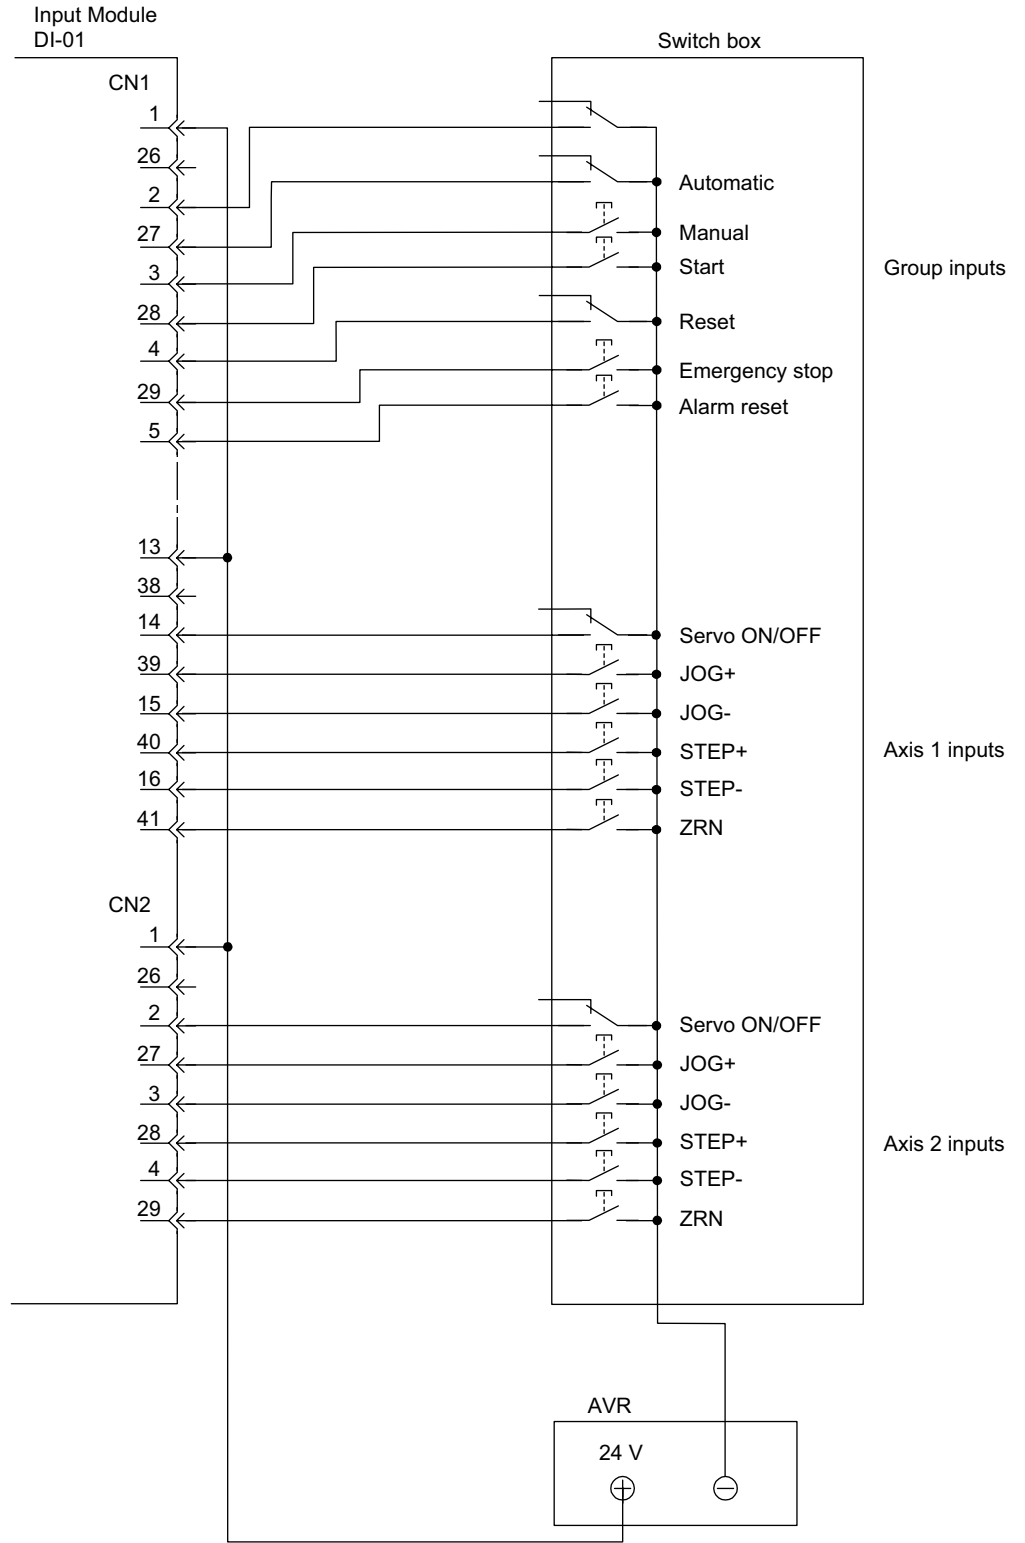 Input Module
DI-01
Switch box
CN1
1
26
2
27
Automatic
3
Manual
28
Start
Group inputs
4
Reset
29
Emergency stop
5
Alarm reset
13
38
14
Servo ON/OFF
39
JOG+
15
JOG-
40
STEP+
Axis 1 inputs
16
STEP-
41
ZRN
CN2
1
26
2
Servo ON/OFF
27
JOG+
3
JOG-
28
STEP+
Axis 2 inputs
4
STEP-
29
ZRN
AVR
24 V